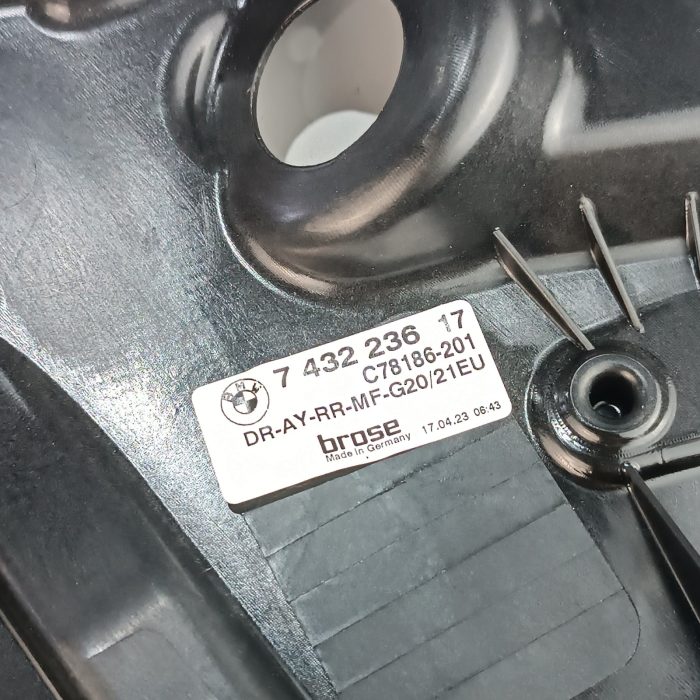 BMW
7 432 236 17
C78186-201
DR-AY-RR-MF-G20/21EU
brose
Made in Germany 17.04.23 06:43